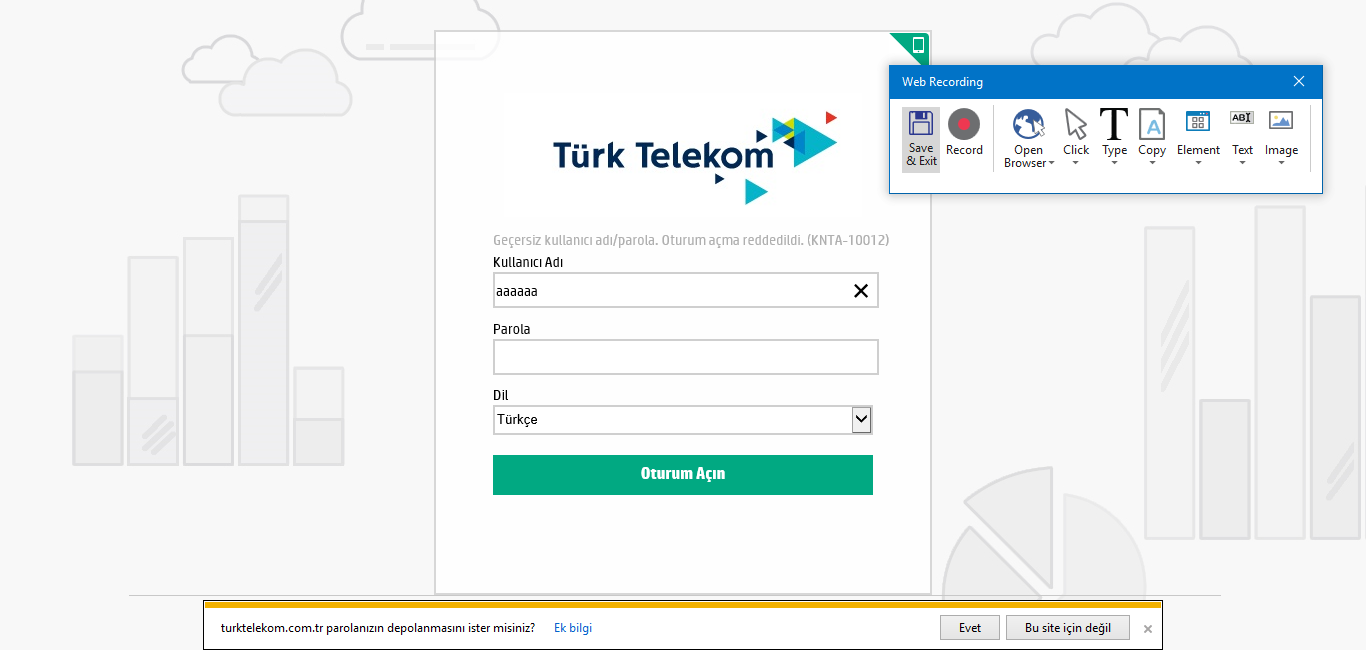 Web Recording
Save & Exit
Record
Open Browser
Click
Type
Copy
Element
Text
Image
T
A
ABI
Türk Telekom
Geçersiz kullanıcı adı/parola. Oturum açma reddedildi. (KNTA-10012)
Kullanıcı Adı
aaaaaa
Parola
Dil
Türkçe
Oturum Açın
turktelekom.com.tr parolanızın depolanmasını ister misiniz? Ek bilgi
Evet
Bu site için değil